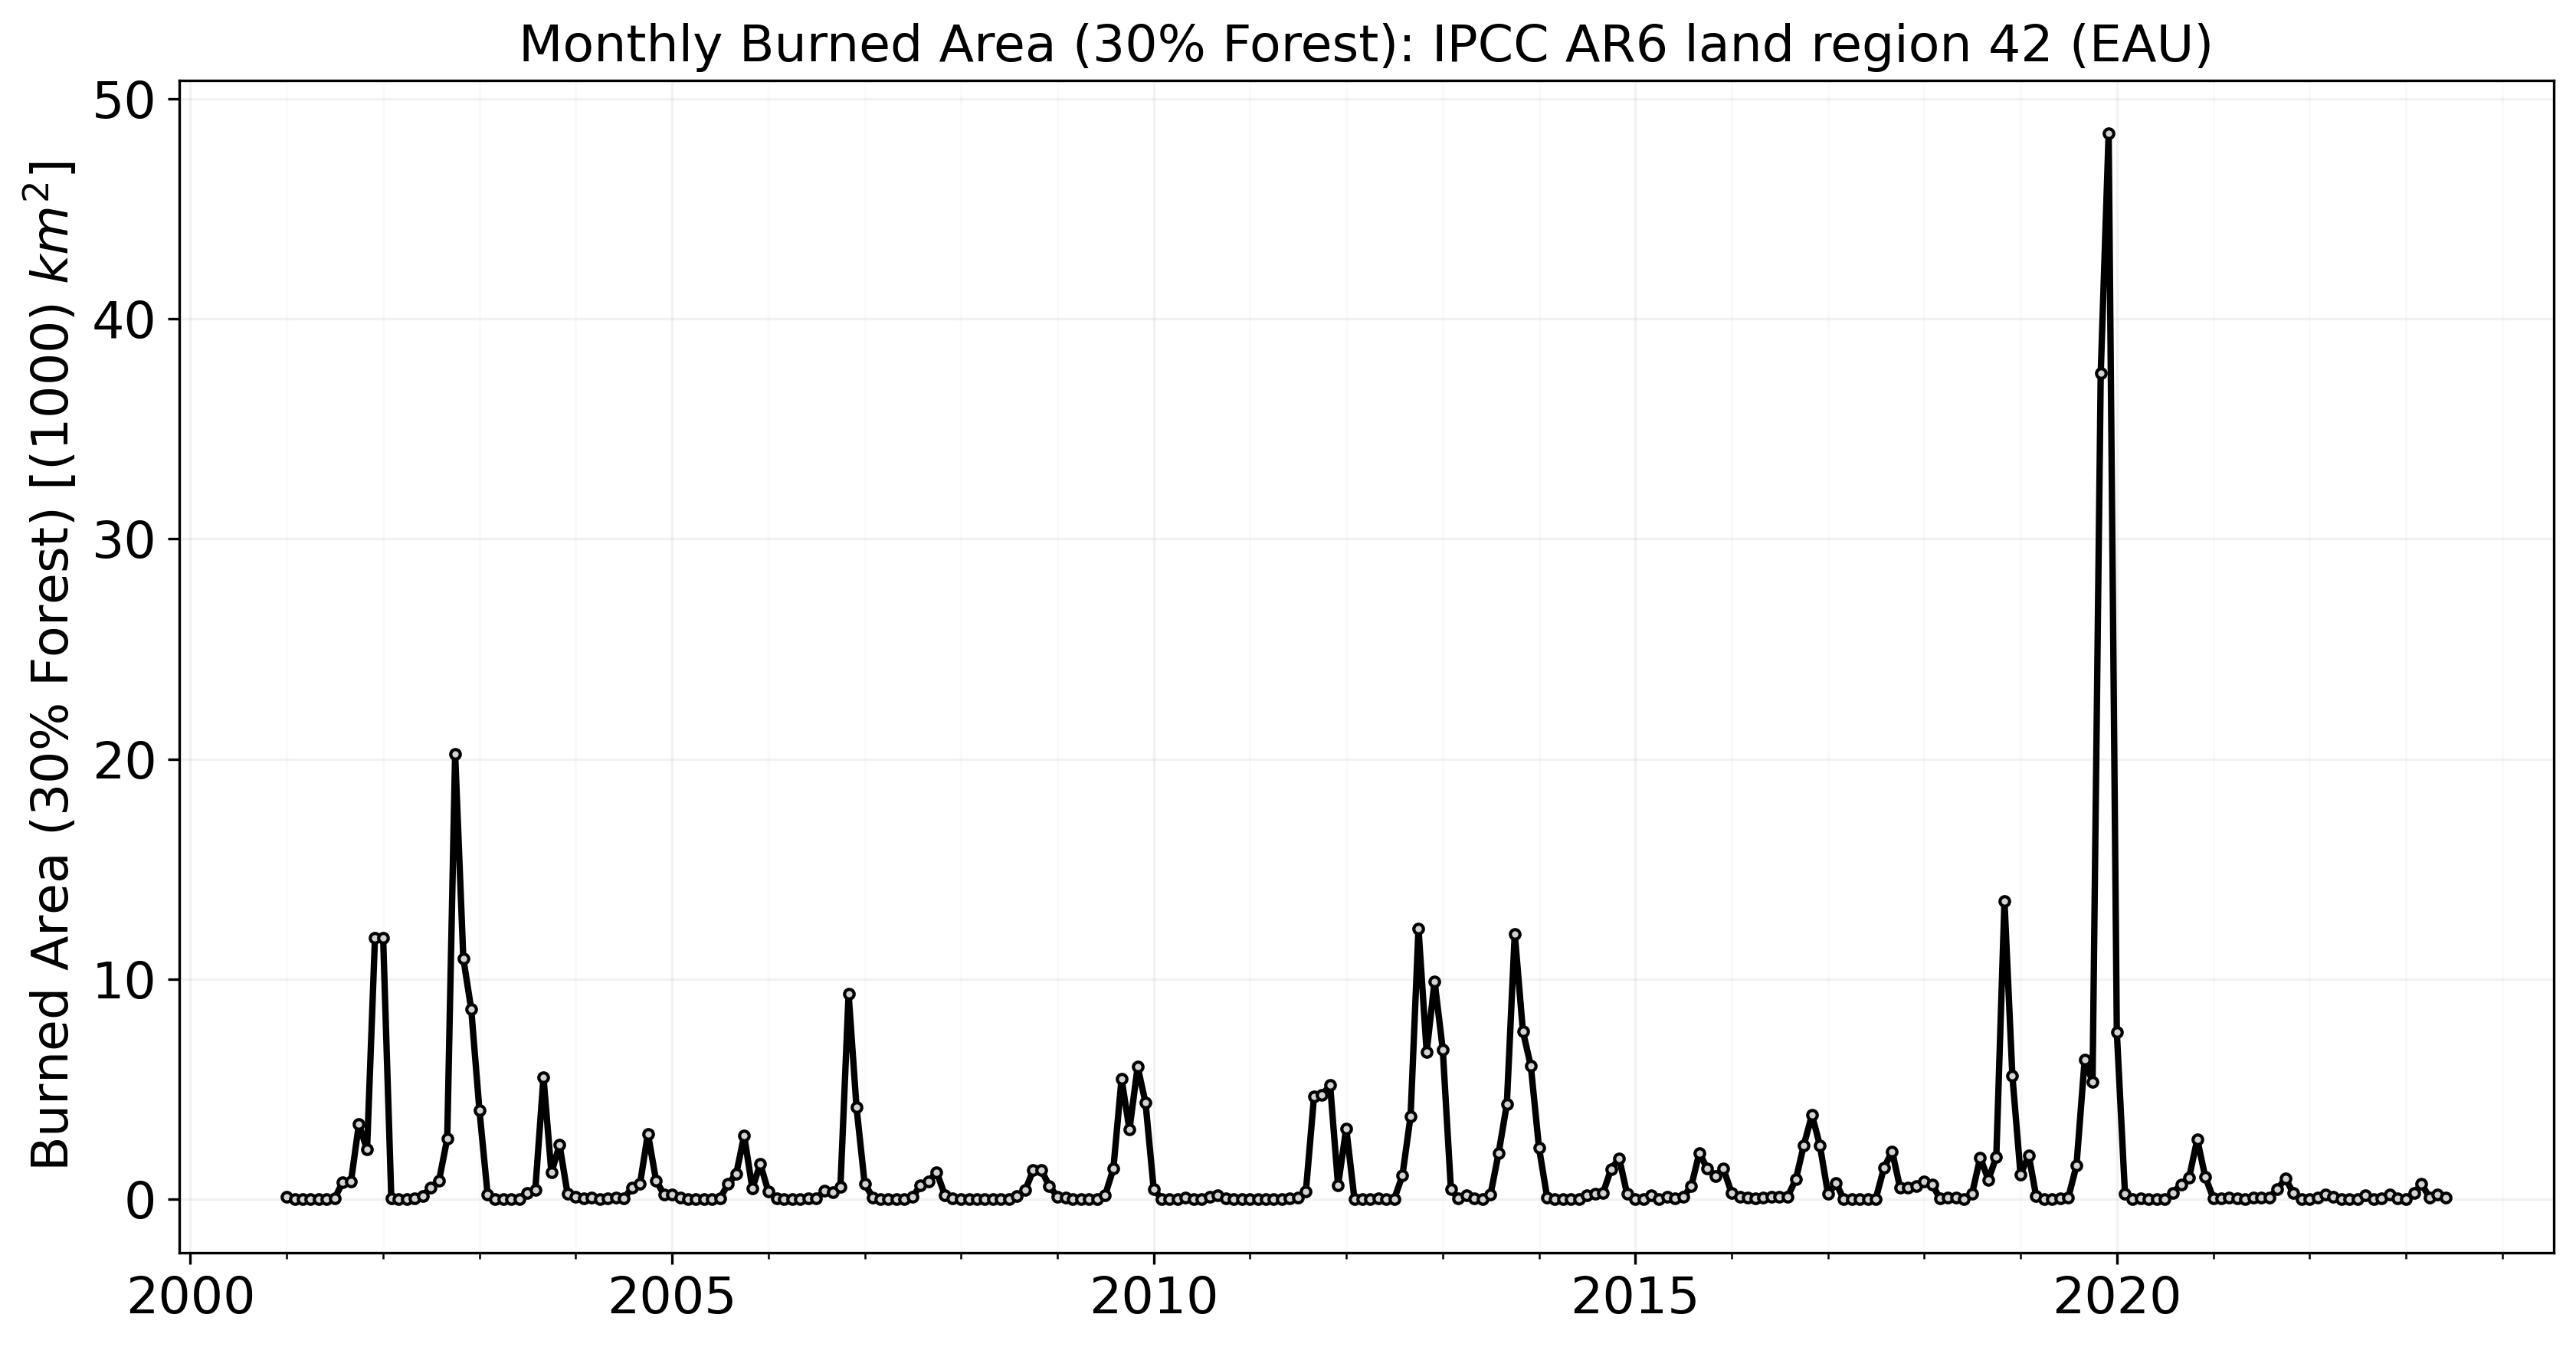 Monthly Burned Area (30% Forest): IPCC AR6 land region 42 (EAU)
Burned Area (30% Forest) [(1000) km²]
50
40
30
20
10
0
2000 2005 2010 2015 2020